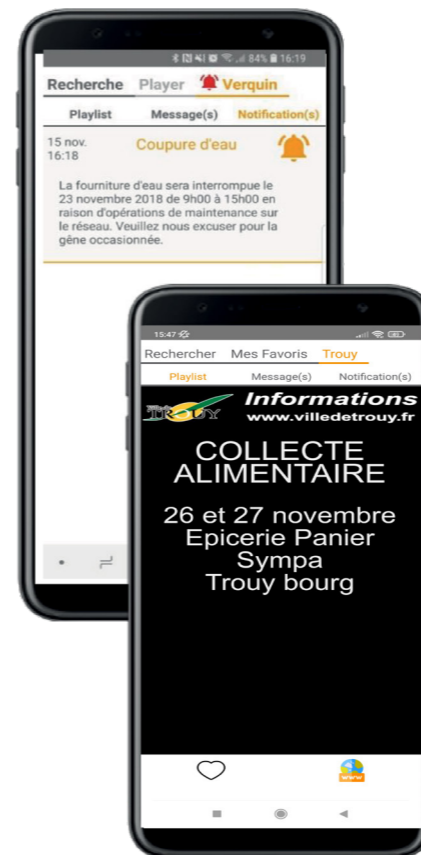 84% 16:19
Recherche Player Verquin
Playlist Message(s) Notification(s)
15 nov.
16:18
Coupure d'eau
La fourniture d'eau sera interrompue le
23 novembre 2018 de 9h00 à 15h00 en
raison d'opérations de maintenance sur
le réseau. Veuillez nous excuser pour la
gêne occasionnée.
15:47
Rechercher Mes Favoris Trouy
Playlist Message(s) Notification(s)
TROUY
Informations
www.villedetrouy.fr
COLLECTE
ALIMENTAIRE
26 et 27 novembre
Epicerie Panier
Sympa
Trouy bourg
www